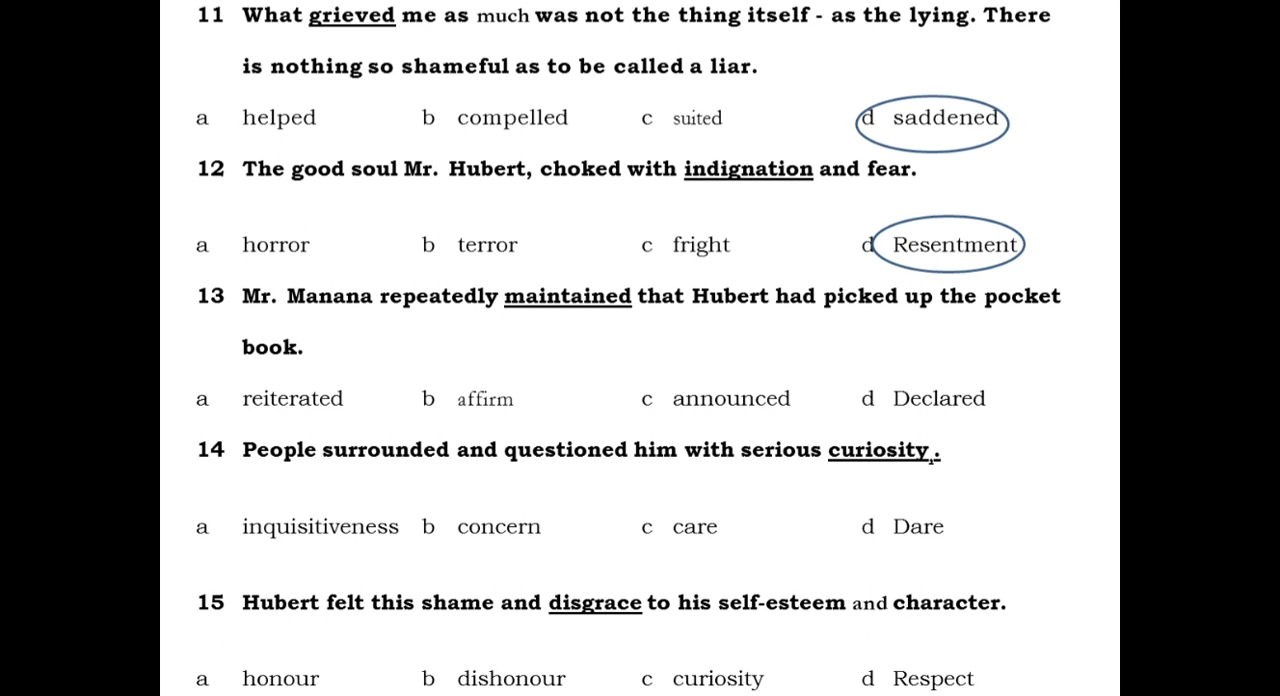 11 What grieved me as much was not the thing itself - as the lying. There
is nothing so shameful as to be called a liar.
a helped b compelled c suited d saddened
12 The good soul Mr. Hubert, choked with indignation and fear.
a horror b terror c fright d Resentment
13 Mr. Manana repeatedly maintained that Hubert had picked up the pocket
book.
a reiterated b affirm c announced d Declared
14 People surrounded and questioned him with serious curiosity,.
a inquisitiveness b concern c care d Dare
15 Hubert felt this shame and disgrace to his self-esteem and character.
a honour b dishonour c curiosity d Respect